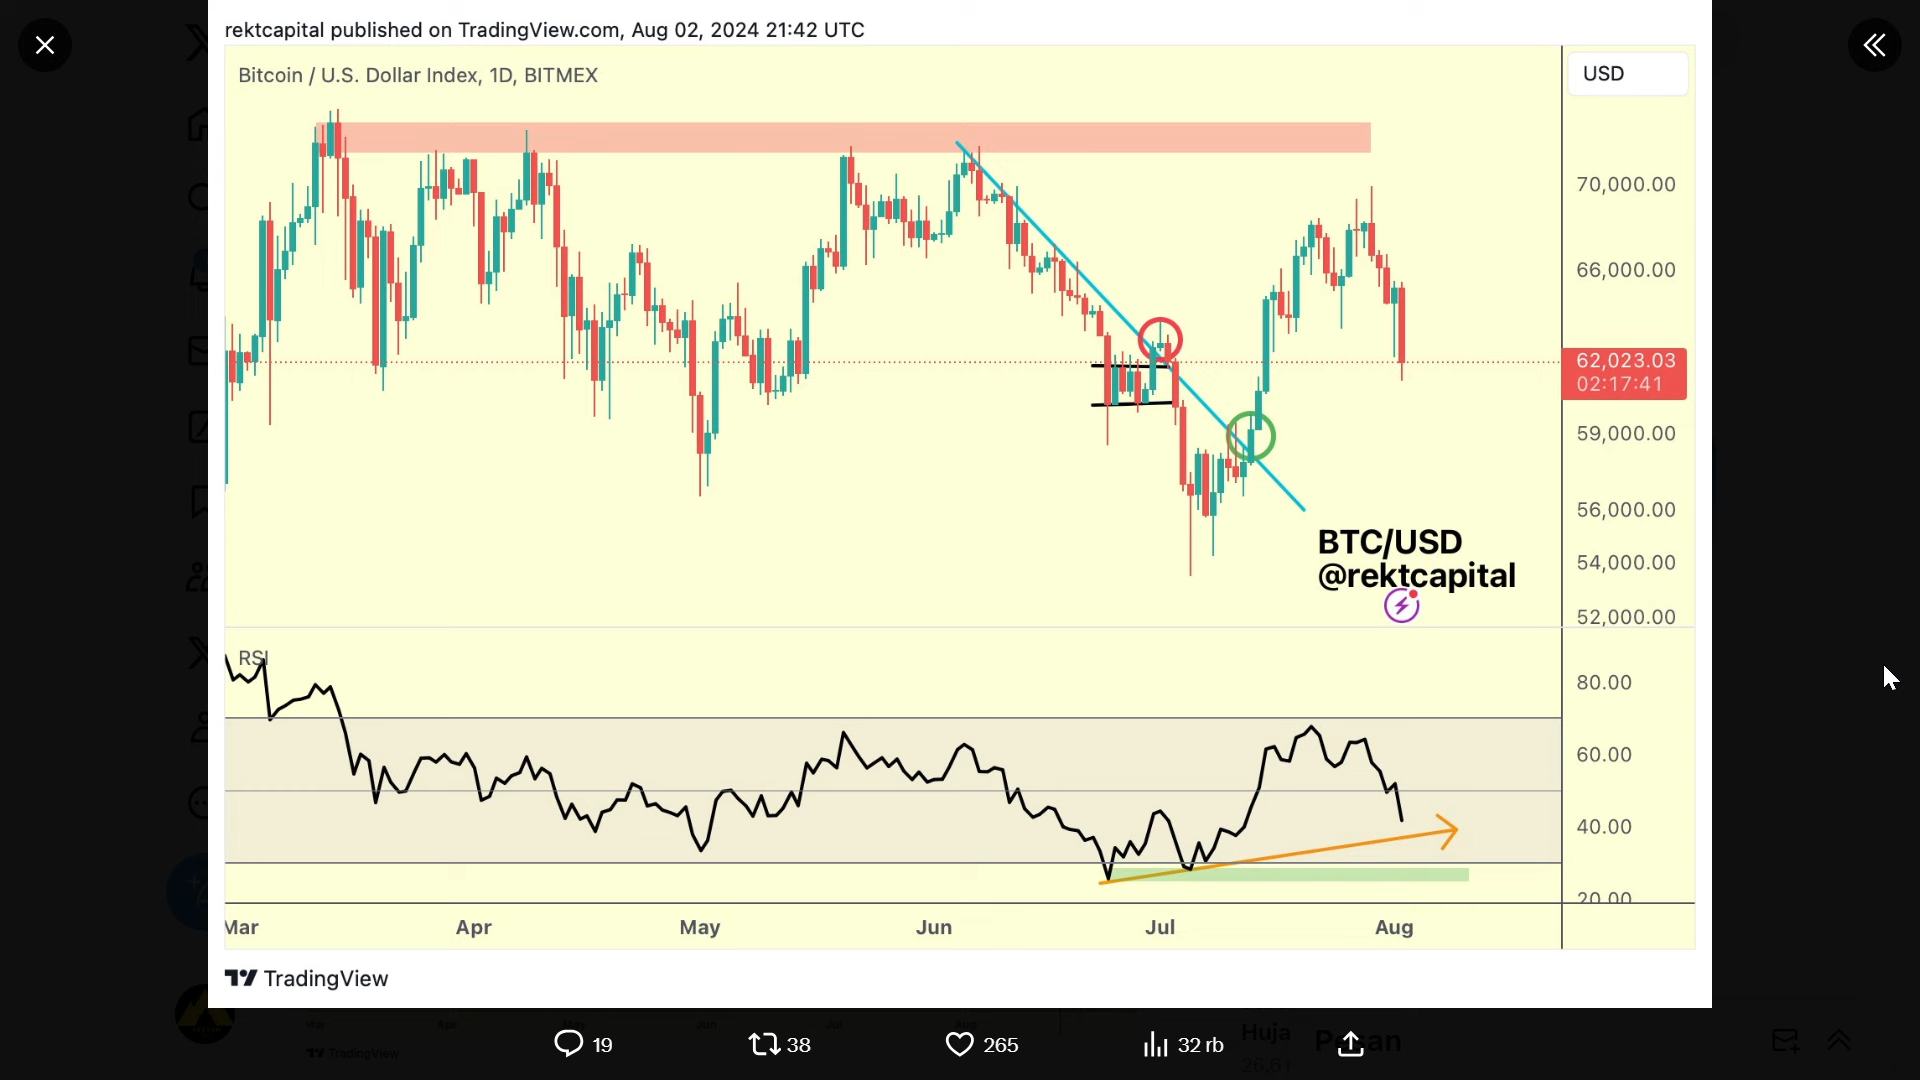 rektcapital published on TradingView.com, Aug 02, 2024 21:42 UTC
Bitcoin / U.S. Dollar Index, 1D, BITMEX
USD
70,000.00
66,000.00
62,023.03
02:17:41
59,000.00
56,000.00
54,000.00
52,000.00
BTC/USD
@rektcapital
RSI
80.00
60.00
40.00
20.00
Mar
Apr
May
Jun
Jul
Aug
TradingView
19
38
265
32 rb
Huja